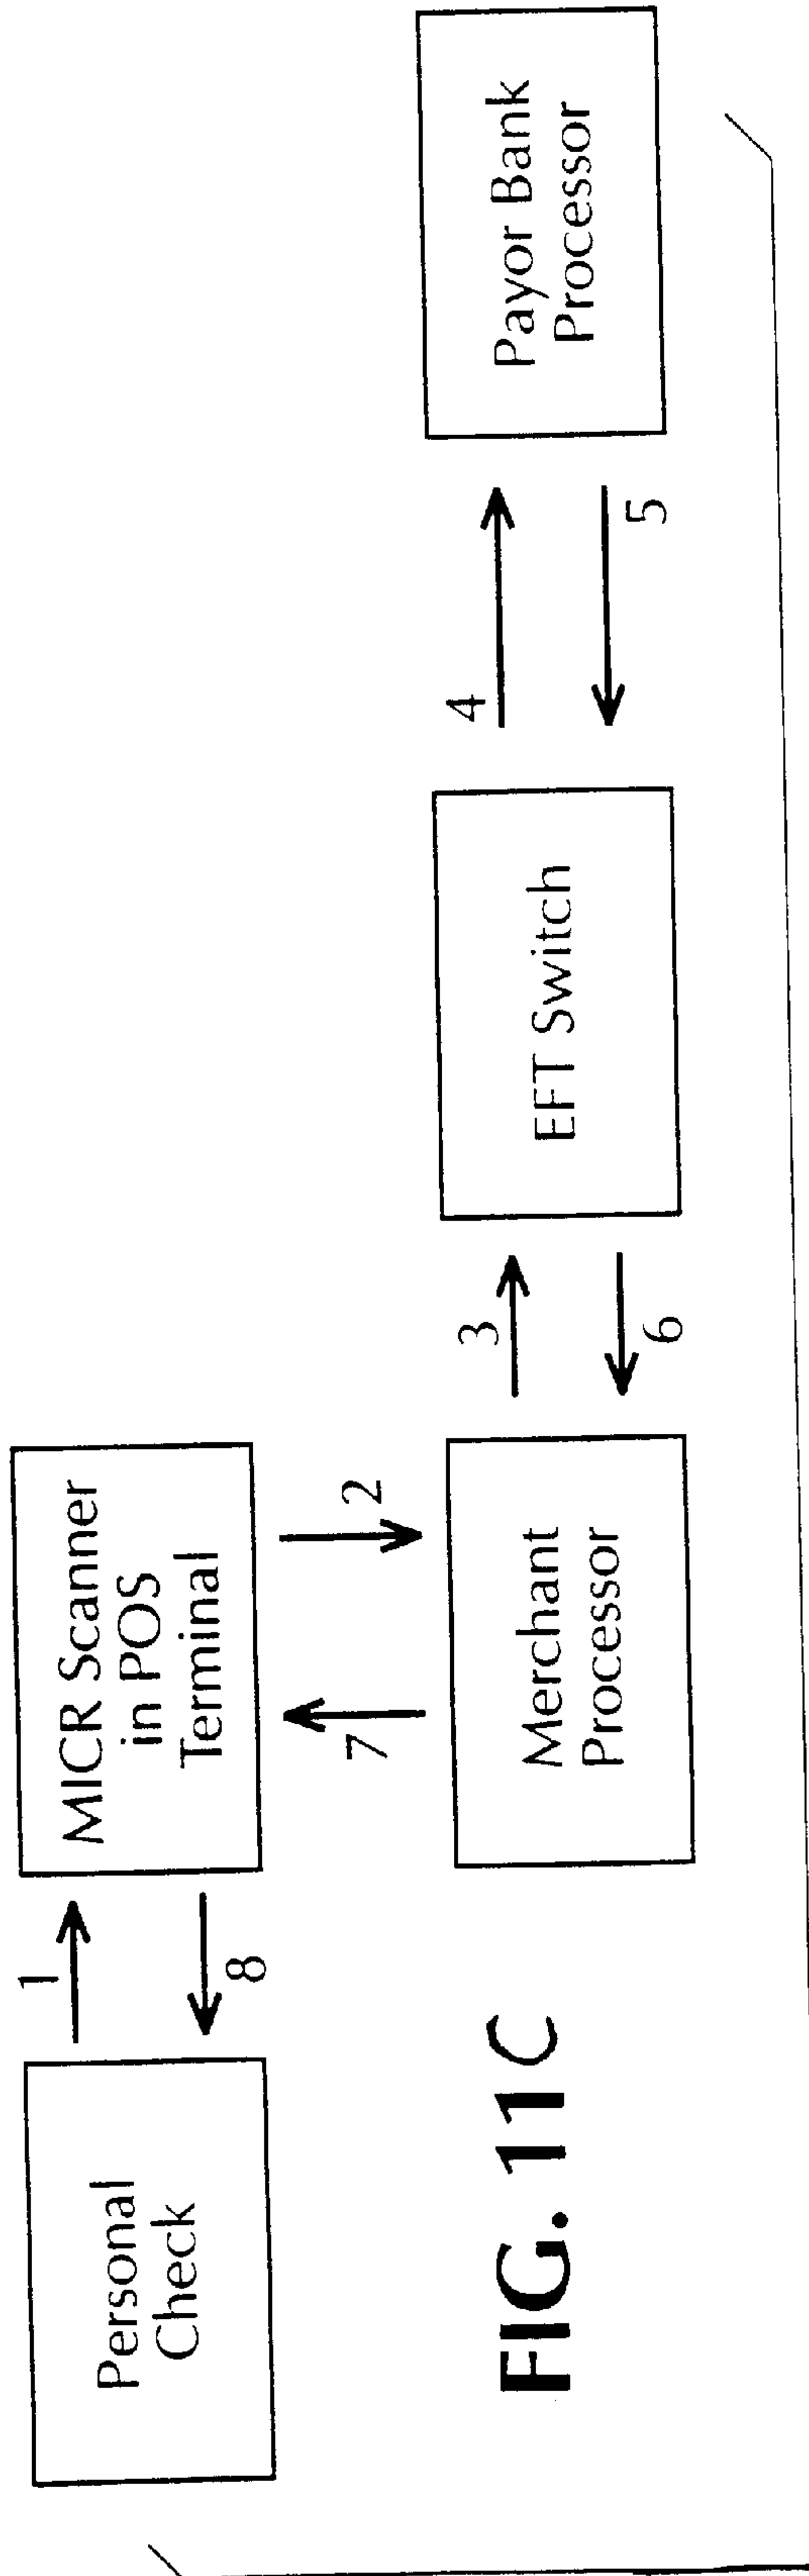 Personal
Check
1
8
MICR Scanner
in POS
Terminal
7
2
Merchant
Processor
3
6
EFT Switch
4
5
Payor Bank
Processor
FIG. 11C